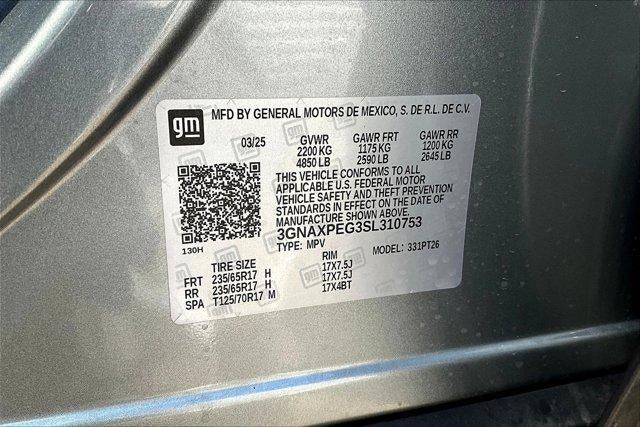 gm
MFD BY GENERAL MOTORS DE MEXICO, S. DE R.L. DE C.V.
03/25 GVWR GAWR FRT GAWR RR
2200 KG 1175 KG 1200 KG
4850 LB 2590 LB 2645 LB
THIS VEHICLE CONFORMS TO ALL
APPLICABLE U.S. FEDERAL MOTOR
VEHICLE SAFETY AND THEFT PREVENTION
STANDARDS IN EFFECT ON THE DATE OF
MANUFACTURE SHOWN ABOVE.
3GNAXPEG3SL310753
130H
TYPE: MPV MODEL: 331PT26
TIRE SIZE RIM
FRT 235/65R17 H 17X7.5J
RR 235/65R17 H 17X7.5J
SPA T125/70R17 M 17X4BT